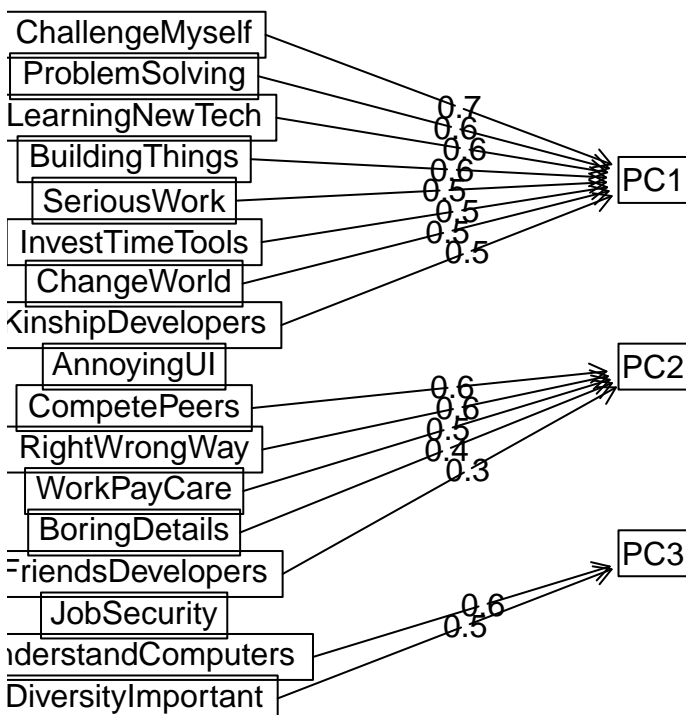 ChallengeMyself
ProblemSolving
LearningNewTech
BuildingThings
SeriousWork
InvestTimeTools
ChangeWorld
KinshipDevelopers
AnnoyingUI
CompetePeers
RightWrongWay
WorkPayCare
BoringDetails
FriendsDevelopers
JobSecurity
nderstandComputers
DiversityImportant
0.7
0.6
0.6
0.6
0.5
0.5
0.5
0.5
0.6
0.6
0.5
0.4
0.3
0.6
0.5
PC1
PC2
PC3